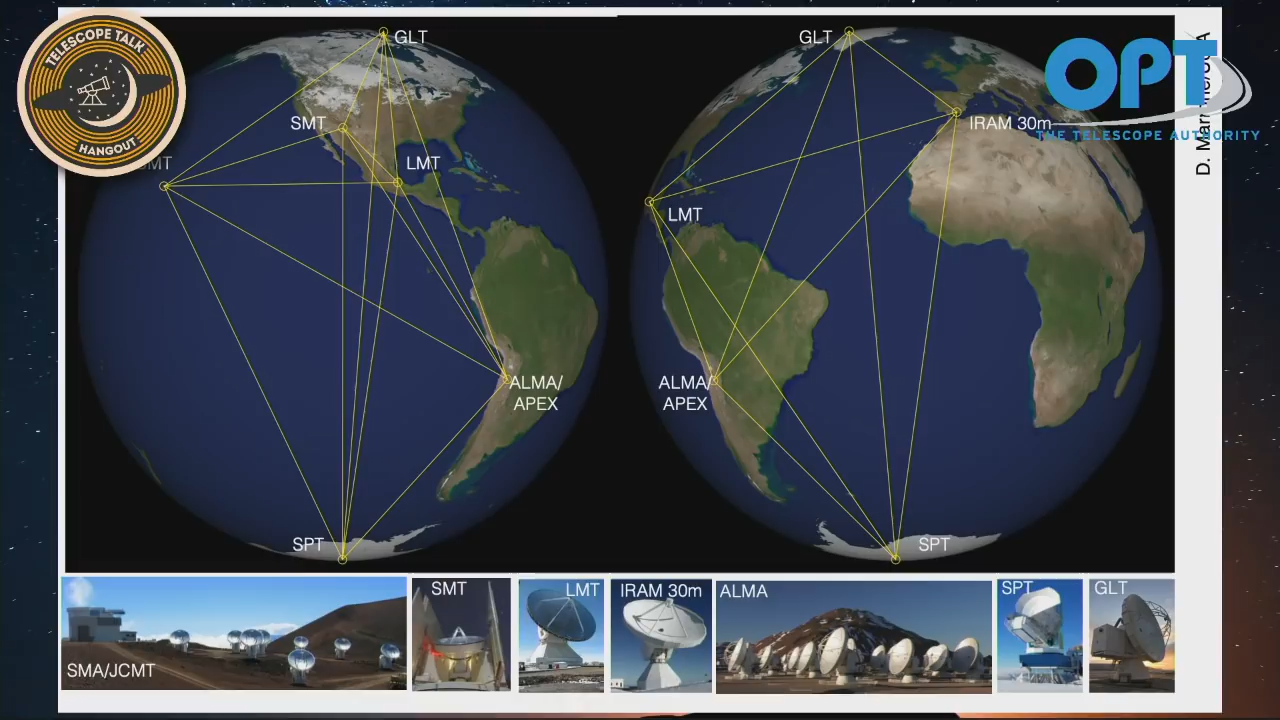 TELESCOPE TALK
HANGOUT
OPT
THE TELESCOPE AUTHORITY
GLT
SMT
LMT
ALMA/
APEX
SPT
GLT
IRAM 30m
LMT
ALMA/
APEX
SPT
SMA/JCMT
SMT
LMT
IRAM 30m
ALMA
SPT
GLT